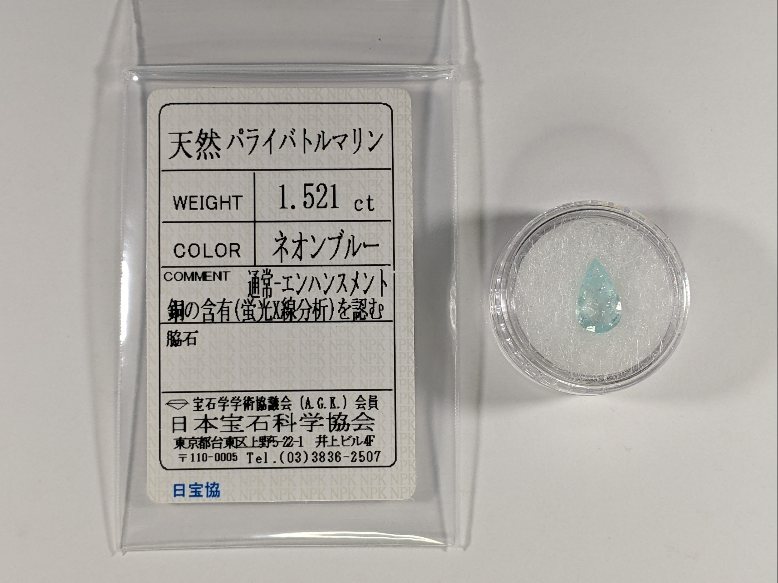 天然 パライバトルマリン
WEIGHT 1.521 ct
COLOR ネオンブルー
COMMENT 通常-エンハンスメント
銅の含有(蛍光X線分析)を認む
脇石
宝石学学術協議会 (A.G.K.) 会員
日本宝石科学協会
東京都台東区上野5-22-1 井上ビル4F
〒110-0005 Tel.(03)3836-2507
日宝協